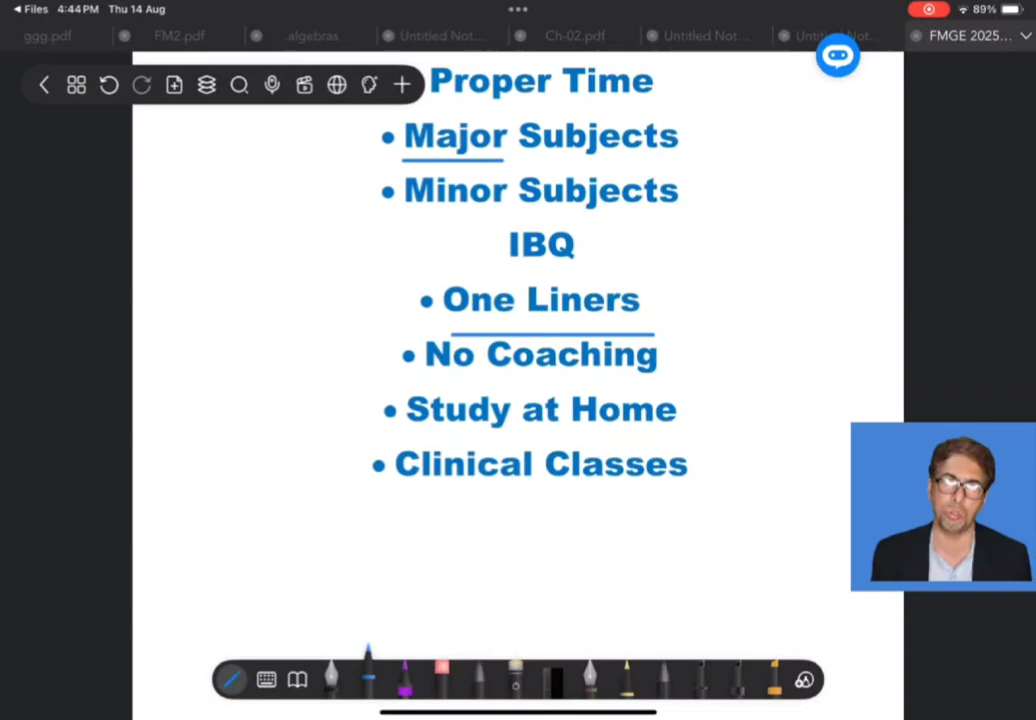 Files 4:44 PM Thu 14 Aug 89%
ggg.pdf FM2.pdf .algebras Untitled Not... Ch-02.pdf Untitled Not... Untitled Not... FMGE 2025...
Proper Time
• Major Subjects
• Minor Subjects
IBQ
• One Liners
• No Coaching
• Study at Home
• Clinical Classes